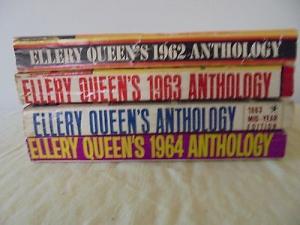 ELLERY QUEEN'S 1962 ANTHOLOGY
ELLERY QUEEN'S 1963 ANTHOLOGY
ELLERY QUEEN'S ANTHOLOGY
1963
MID-YEAR
EDITION
ELLERY QUEEN'S 1964 ANTHOLOGY